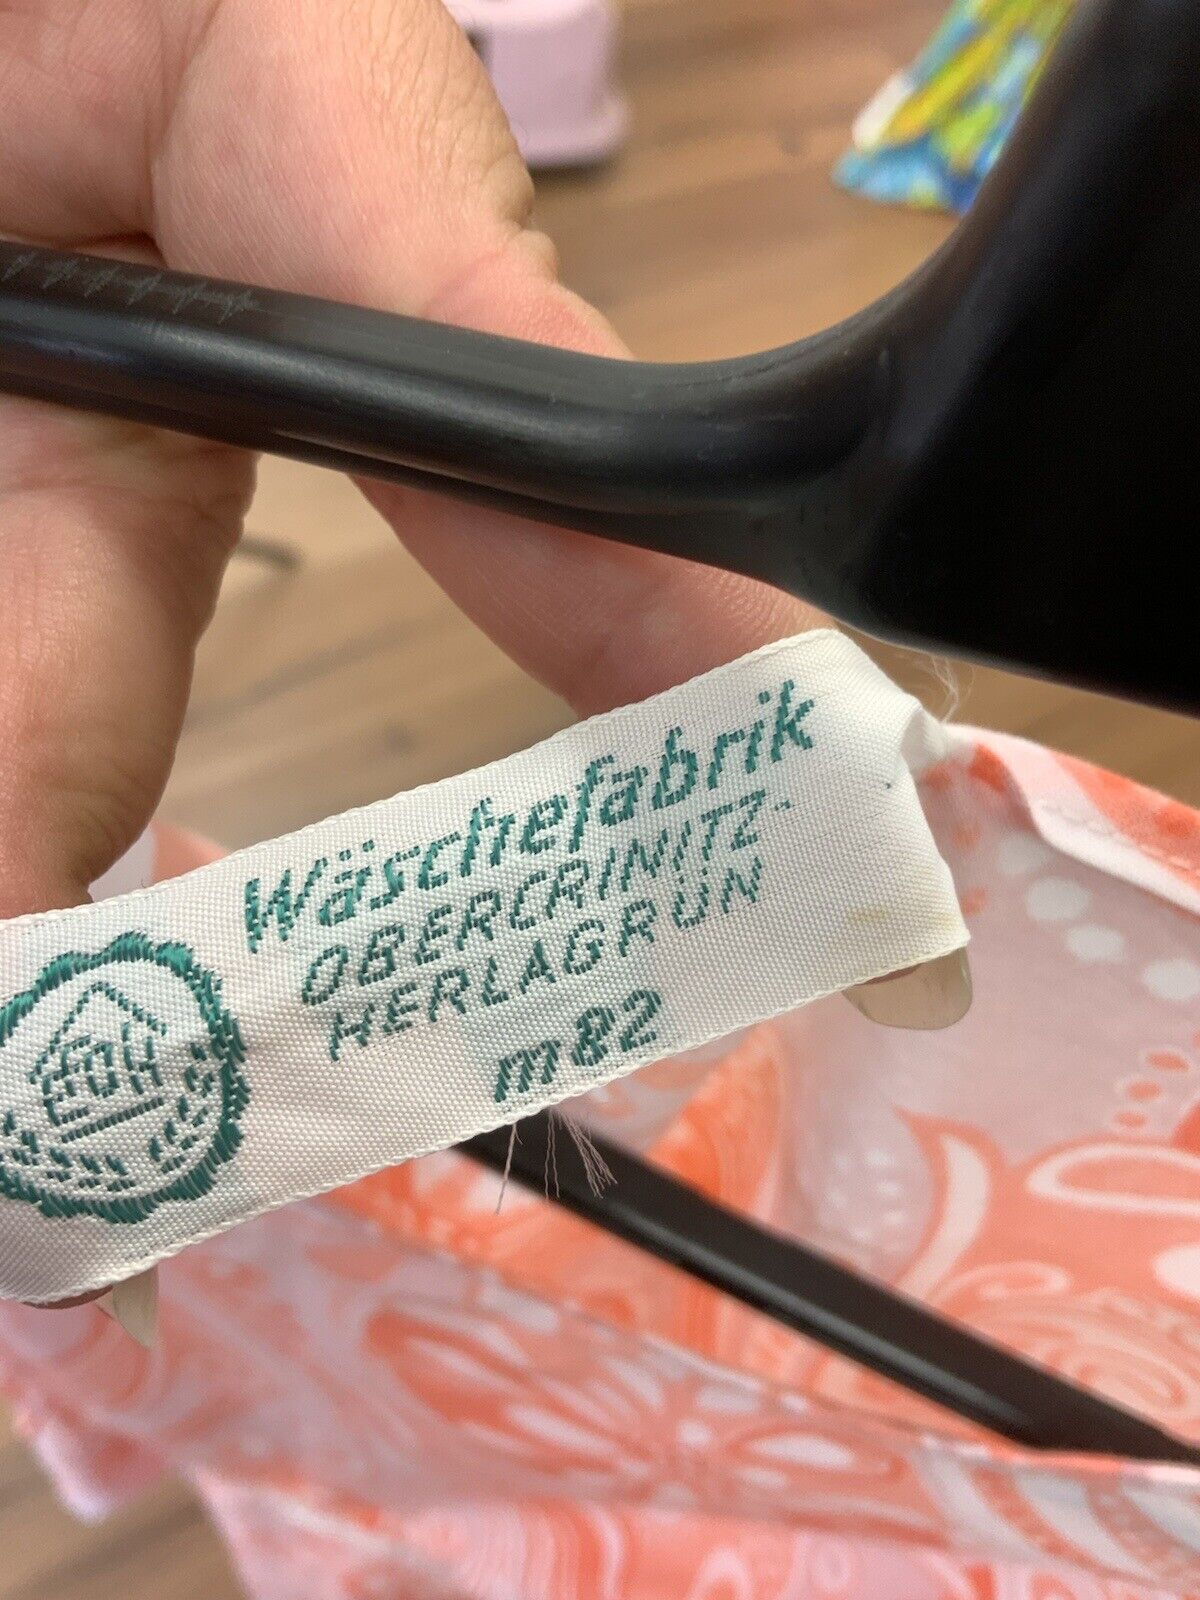 Wäschefabrik
OBERCRINITZ-
HERLAGRÜN
m82